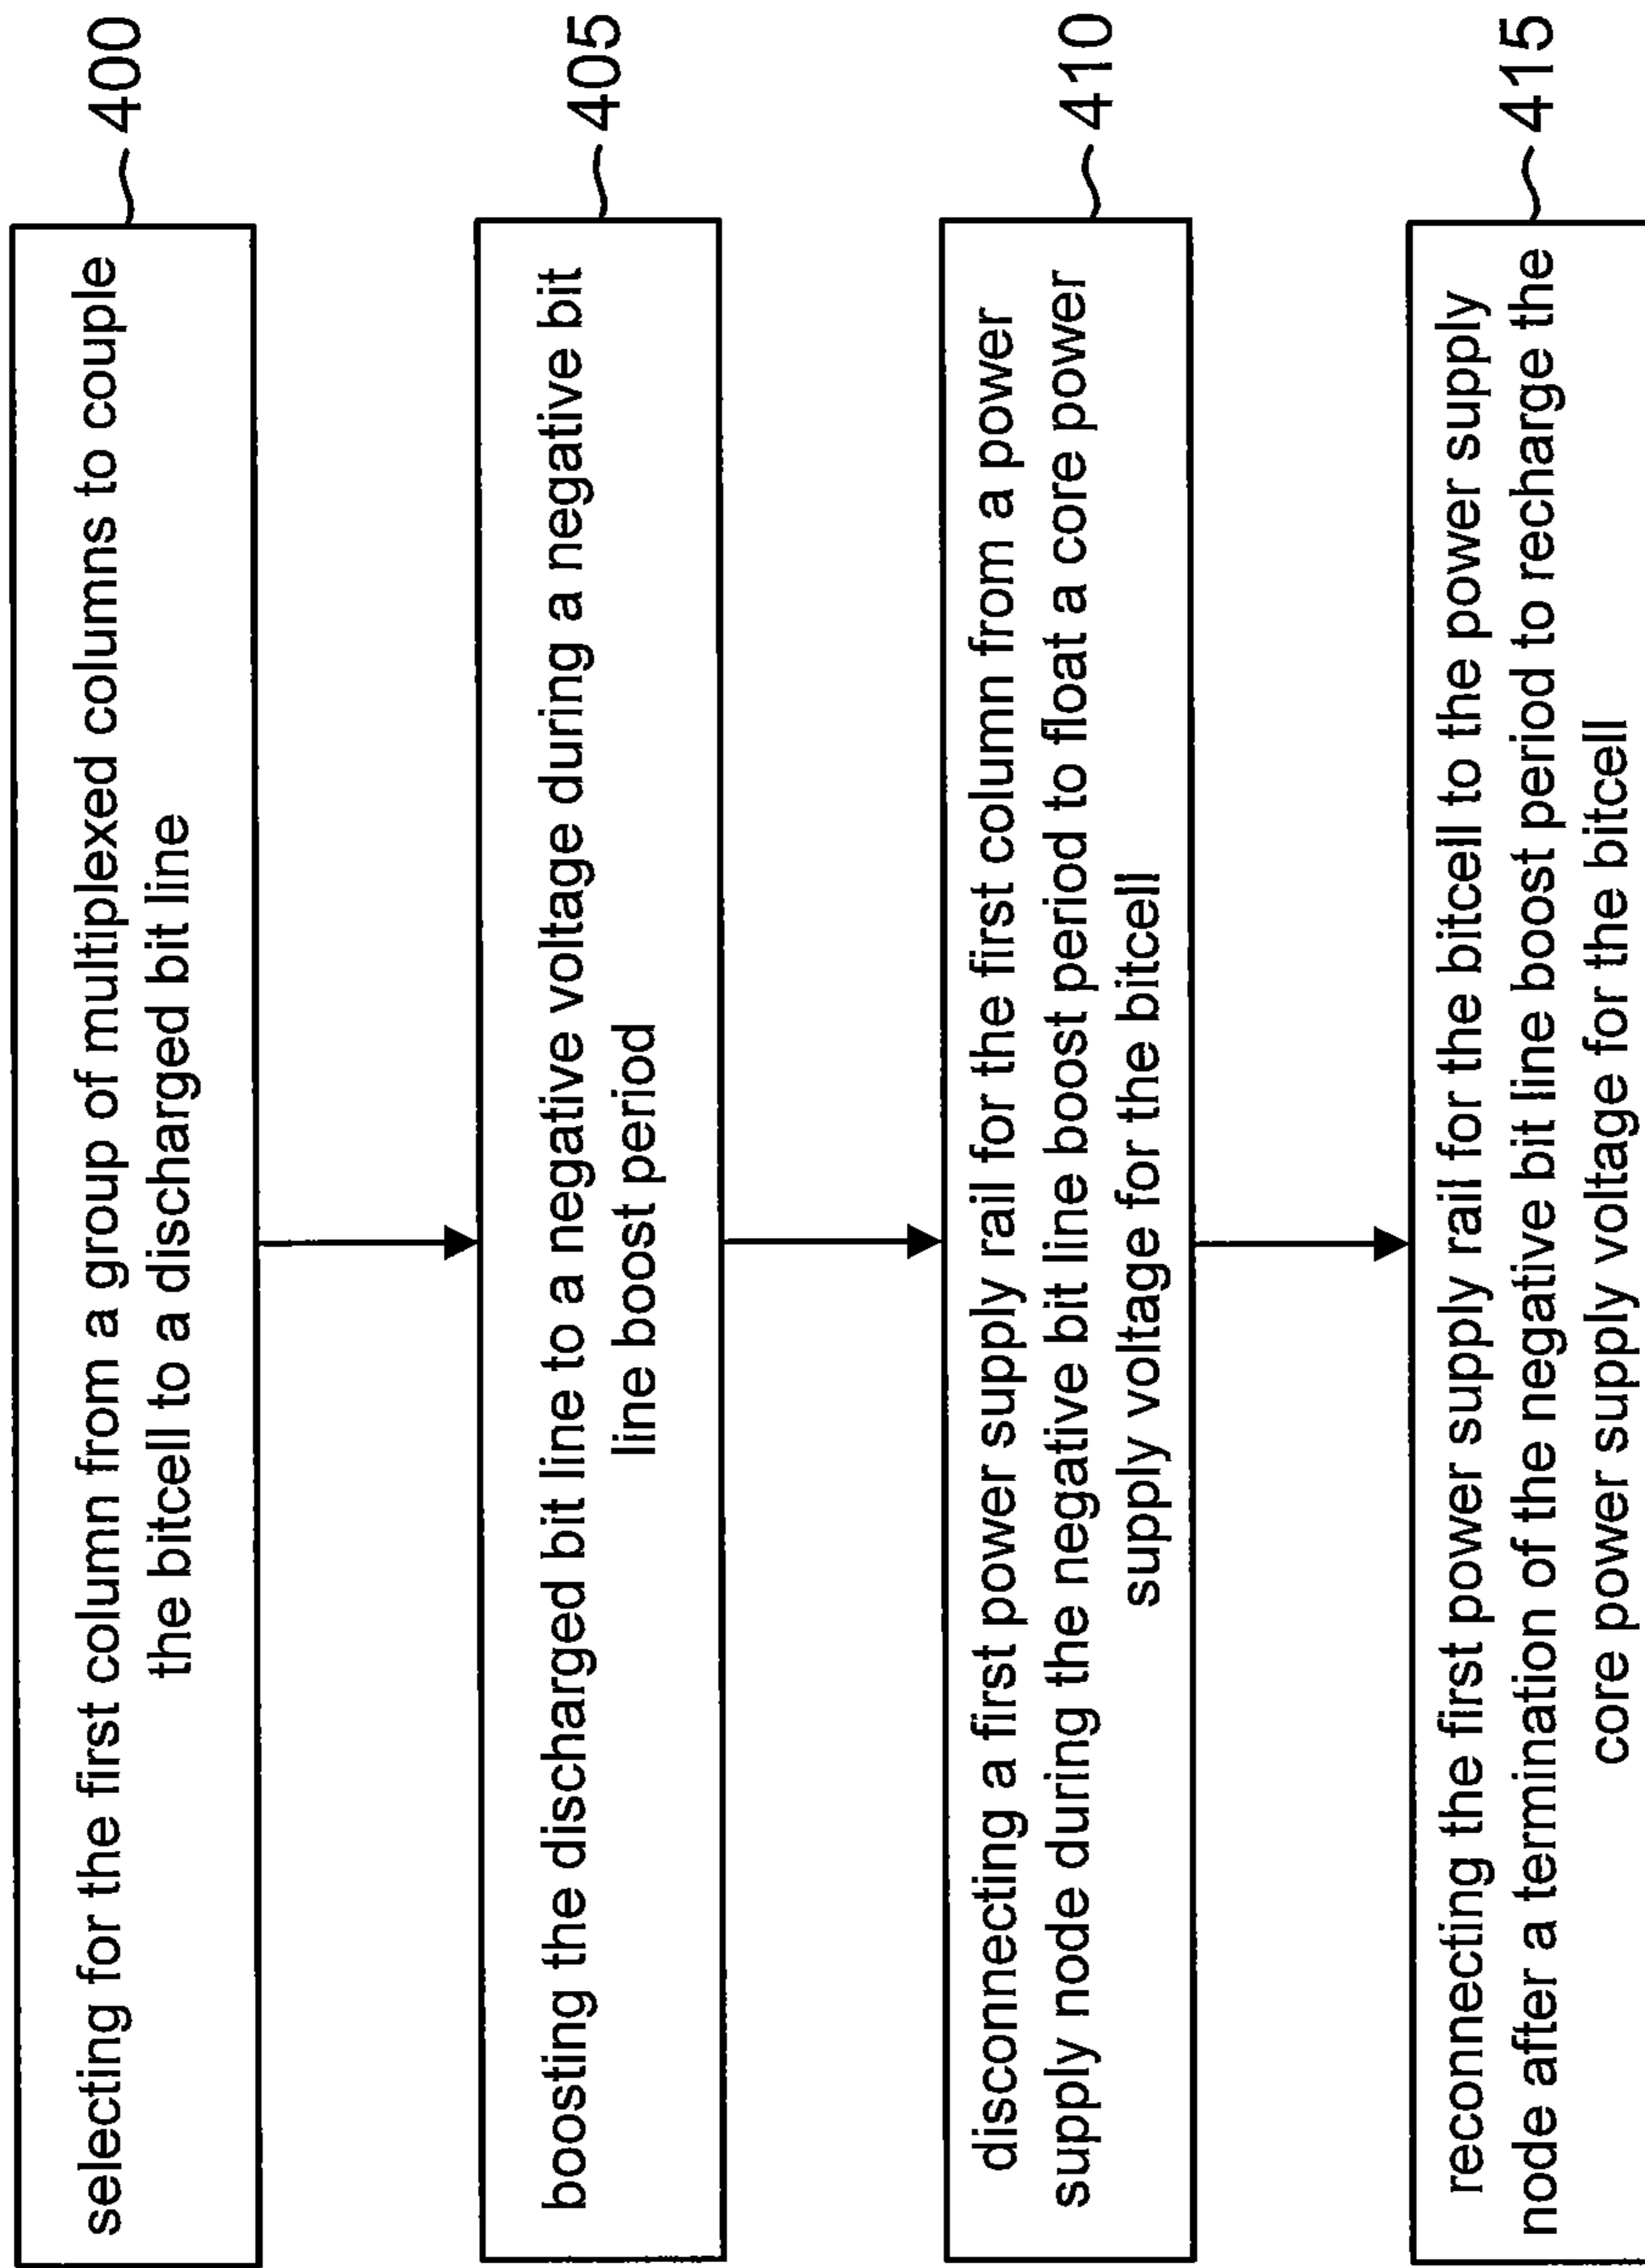 selecting for the first column from a group of multiplexed columns to couple
the bitcell to a discharged bit line
400
boosting the discharged bit line to a negative voltage during a negative bit
line boost period
405
disconnecting a first power supply rail for the first column from a power
supply node during the negative bit line boost period to float a core power
supply voltage for the bitcell
410
reconnecting the first power supply rail for the bitcell to the power supply
node after a termination of the negative bit line boost period to recharge the
core power supply voltage for the bitcell
415